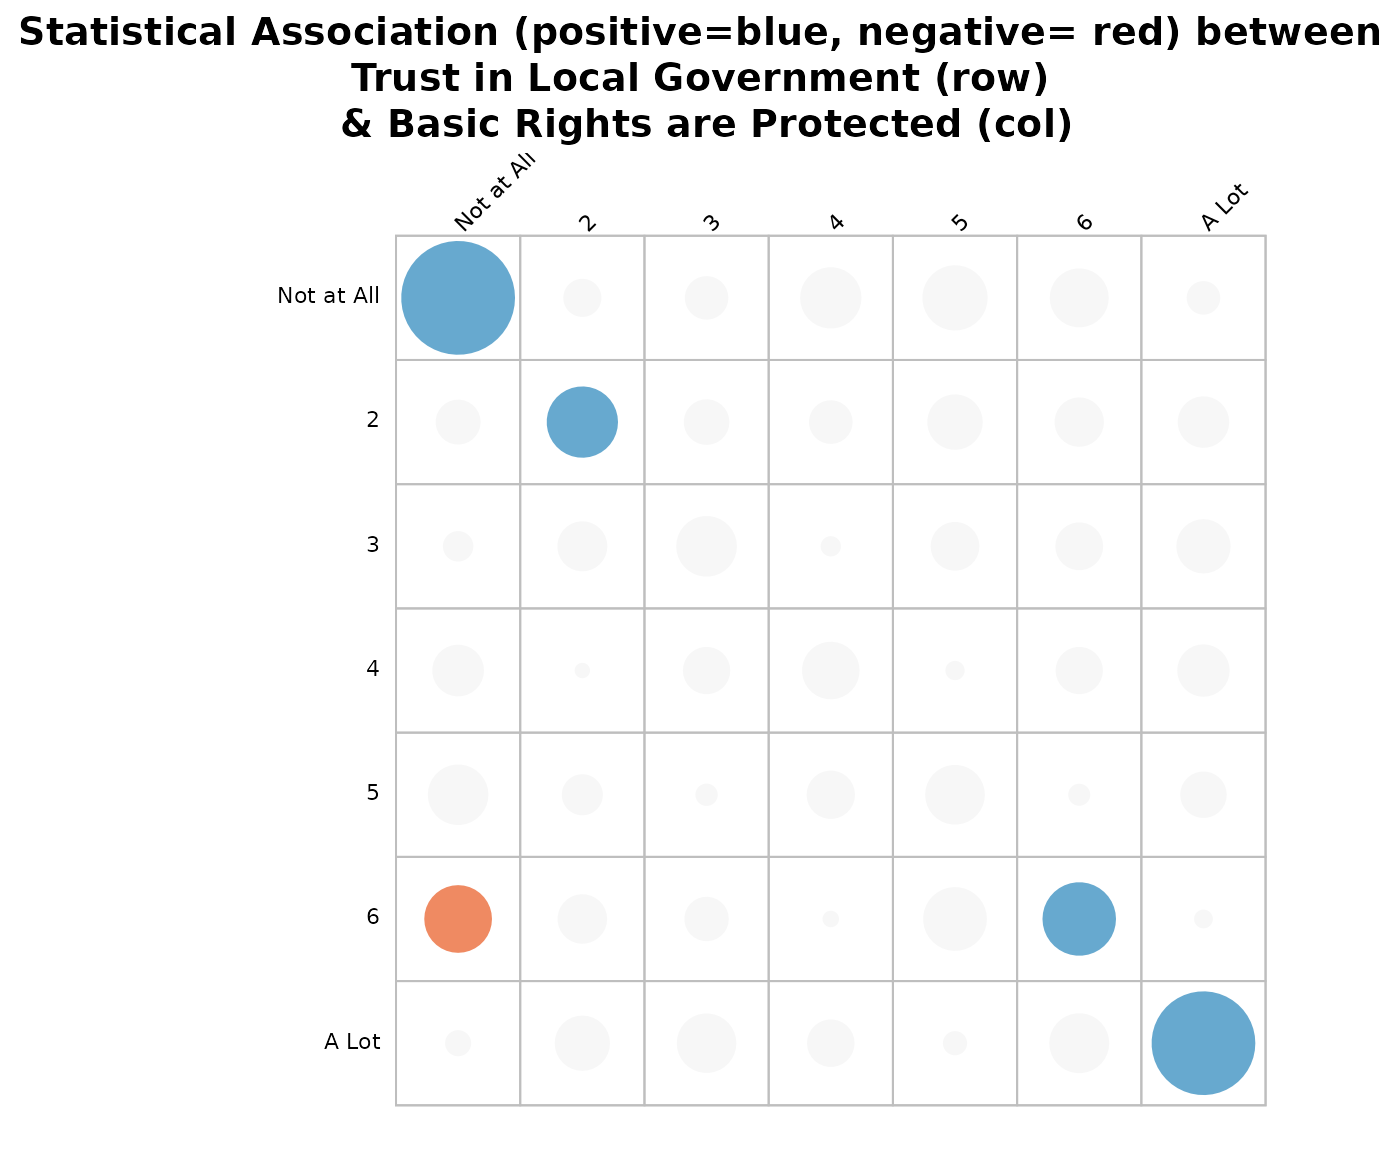 Statistical Association (positive=blue, negative= red) between
Trust in Local Government (row)
& Basic Rights are Protected (col)
Not at All
2
3
4
5
6
A Lot
Not at All
2
3
4
5
6
A Lot